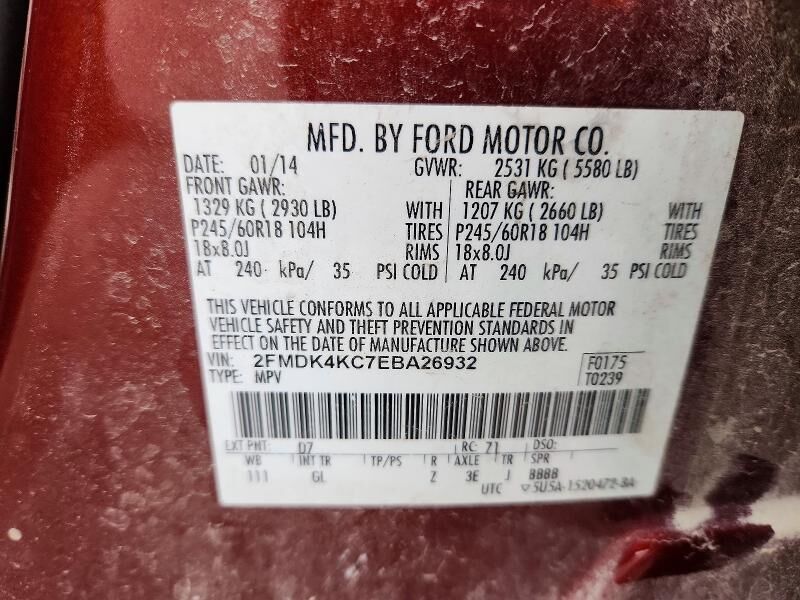 MFD. BY FORD MOTOR CO.
DATE: 01/14 GVWR: 2531 KG ( 5580 LB)
FRONT GAWR: REAR GAWR:
1329 KG ( 2930 LB) WITH 1207 KG ( 2660 LB) WITH
P245/60R18 104H TIRES P245/60R18 104H TIRES
18x8.0J RIMS 18x8.0J RIMS
AT 240 kPa/ 35 PSI COLD AT 240 kPa/ 35 PSI COLD
THIS VEHICLE CONFORMS TO ALL APPLICABLE FEDERAL MOTOR
VEHICLE SAFETY AND THEFT PREVENTION STANDARDS IN
EFFECT ON THE DATE OF MANUFACTURE SHOWN ABOVE.
VIN: 2FMDK4KC7EBA26932 F0175
TYPE: MPV T0239
EXT PNT: D7 RC: 71 DSO:
WB INT TR TP/PS R AXLE TR SPR
111 GL Z 3E J BBBB
UTC ▽5USA-1520472-BA